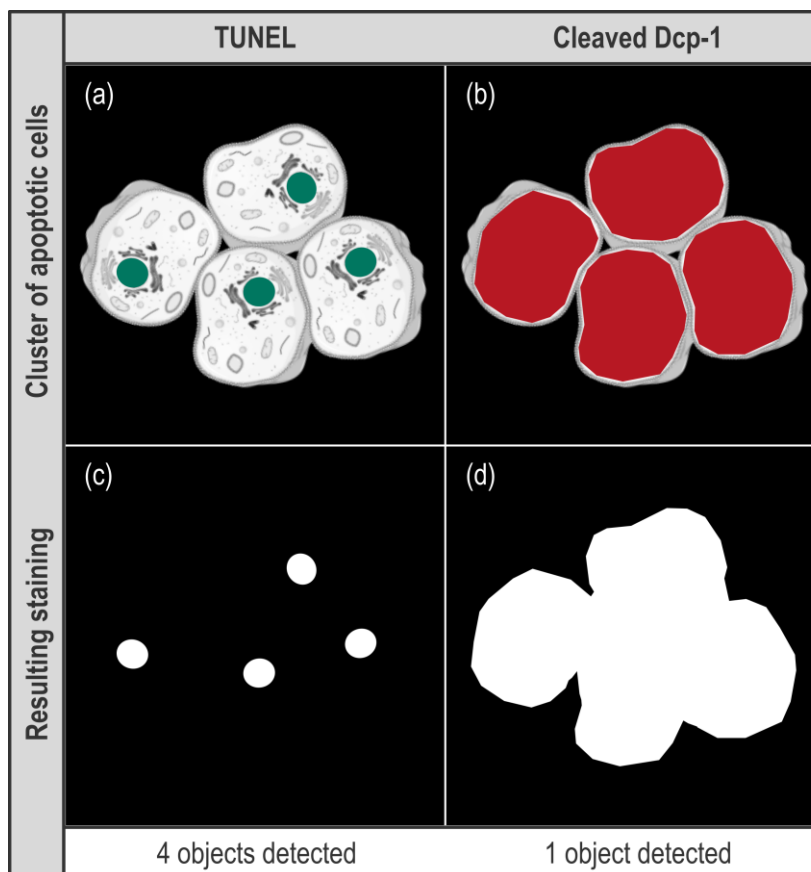 TUNEL
Cleaved Dcp-1
Cluster of apoptotic cells
(a)
(b)
Resulting staining
(c)
(d)
4 objects detected
1 object detected